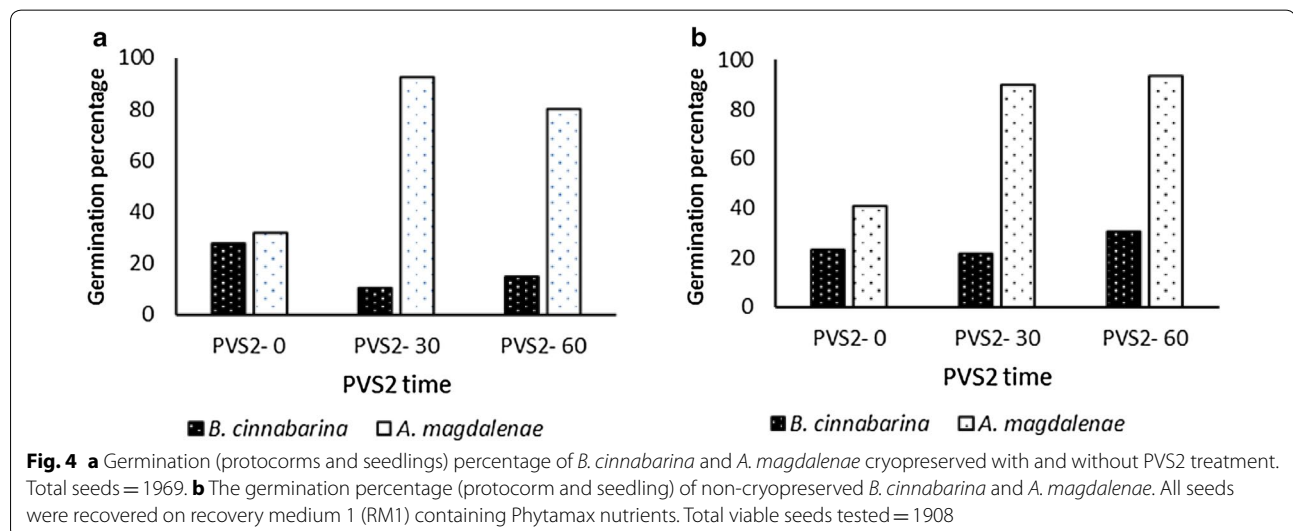 a
100
80
60
40
20
0
Germination percentage
PVS2- 0 PVS2- 30 PVS2- 60
PVS2 time
B. cinnabarina A. magdalenae
b
100
80
60
40
20
0
Germination percentage
PVS2- 0 PVS2- 30 PVS2- 60
PVS2 time
B. cinnabarina A. magdalenae
Fig. 4 a Germination (protocorms and seedlings) percentage of B. cinnabarina and A. magdalenae cryopreserved with and without PVS2 treatment.
Total seeds = 1969. b The germination percentage (protocorm and seedling) of non-cryopreserved B. cinnabarina and A. magdalenae. All seeds
were recovered on recovery medium 1 (RM1) containing Phytamax nutrients. Total viable seeds tested = 1908